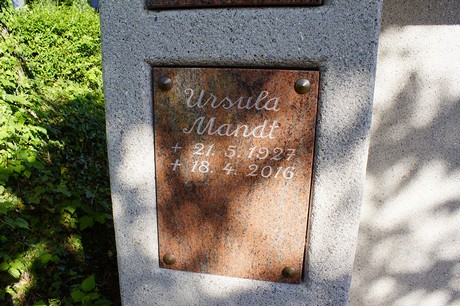 Ursula
Mandt
+ 21. 5. 1927
+ 18. 4. 2016